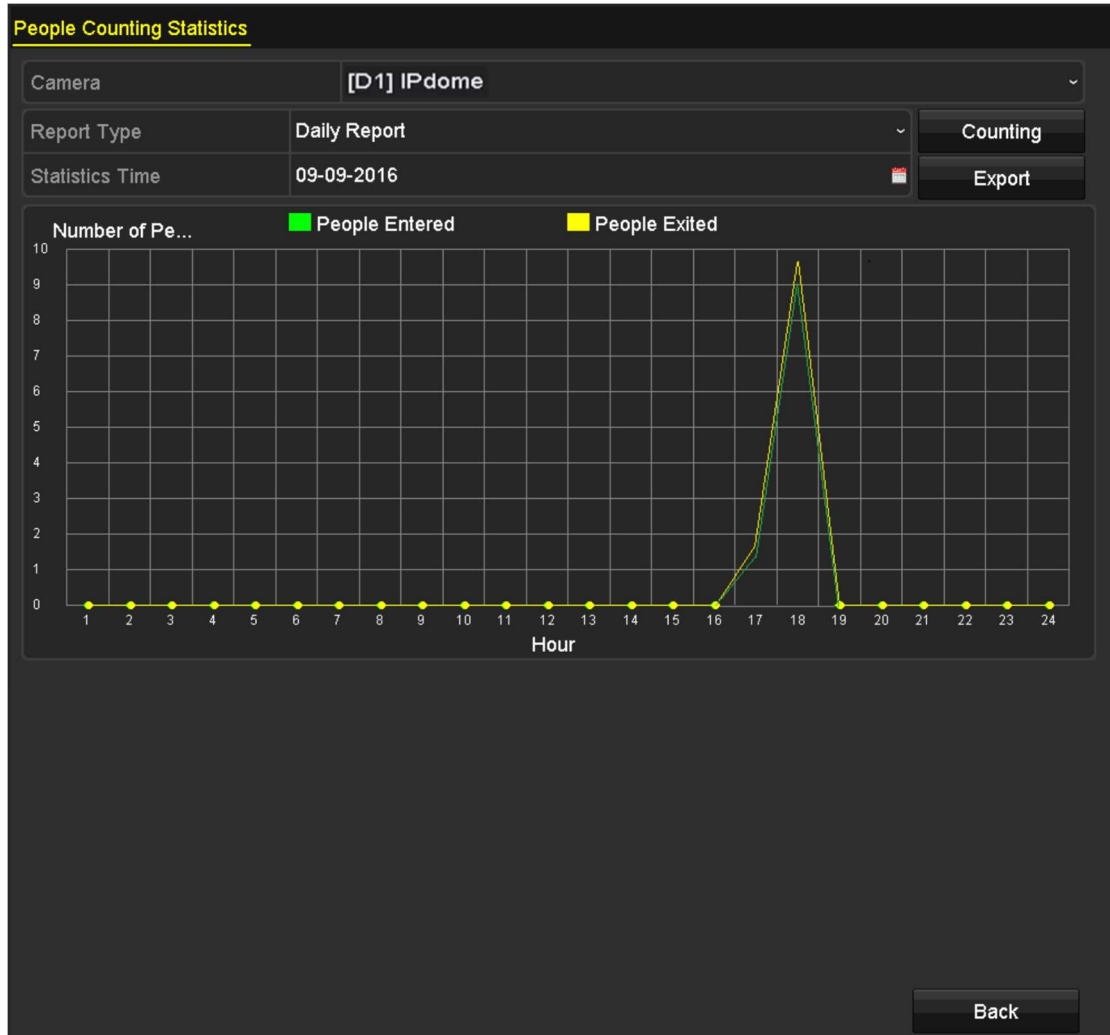 People Counting Statistics
Camera [D1] IPdome
Report Type Daily Report Counting
Statistics Time 09-09-2016 Export
Number of Pe... People Entered People Exited
10
9
8
7
6
5
4
3
2
1
0
1 2 3 4 5 6 7 8 9 10 11 12 13 14 15 16 17 18 19 20 21 22 23 24
Hour
Back